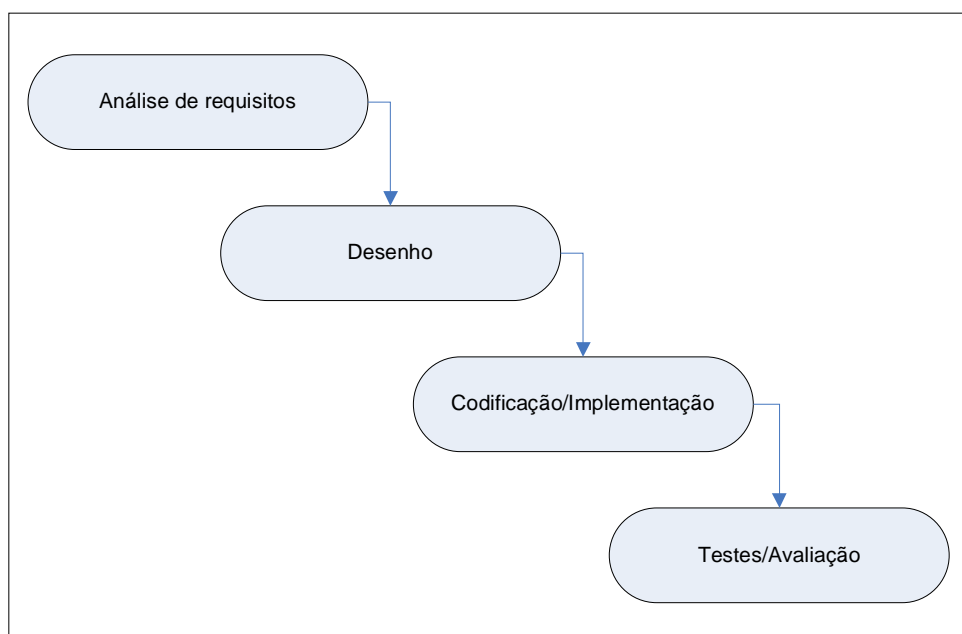 Análise de requisitos
Desenho
Codificação/Implementação
Testes/Avaliação